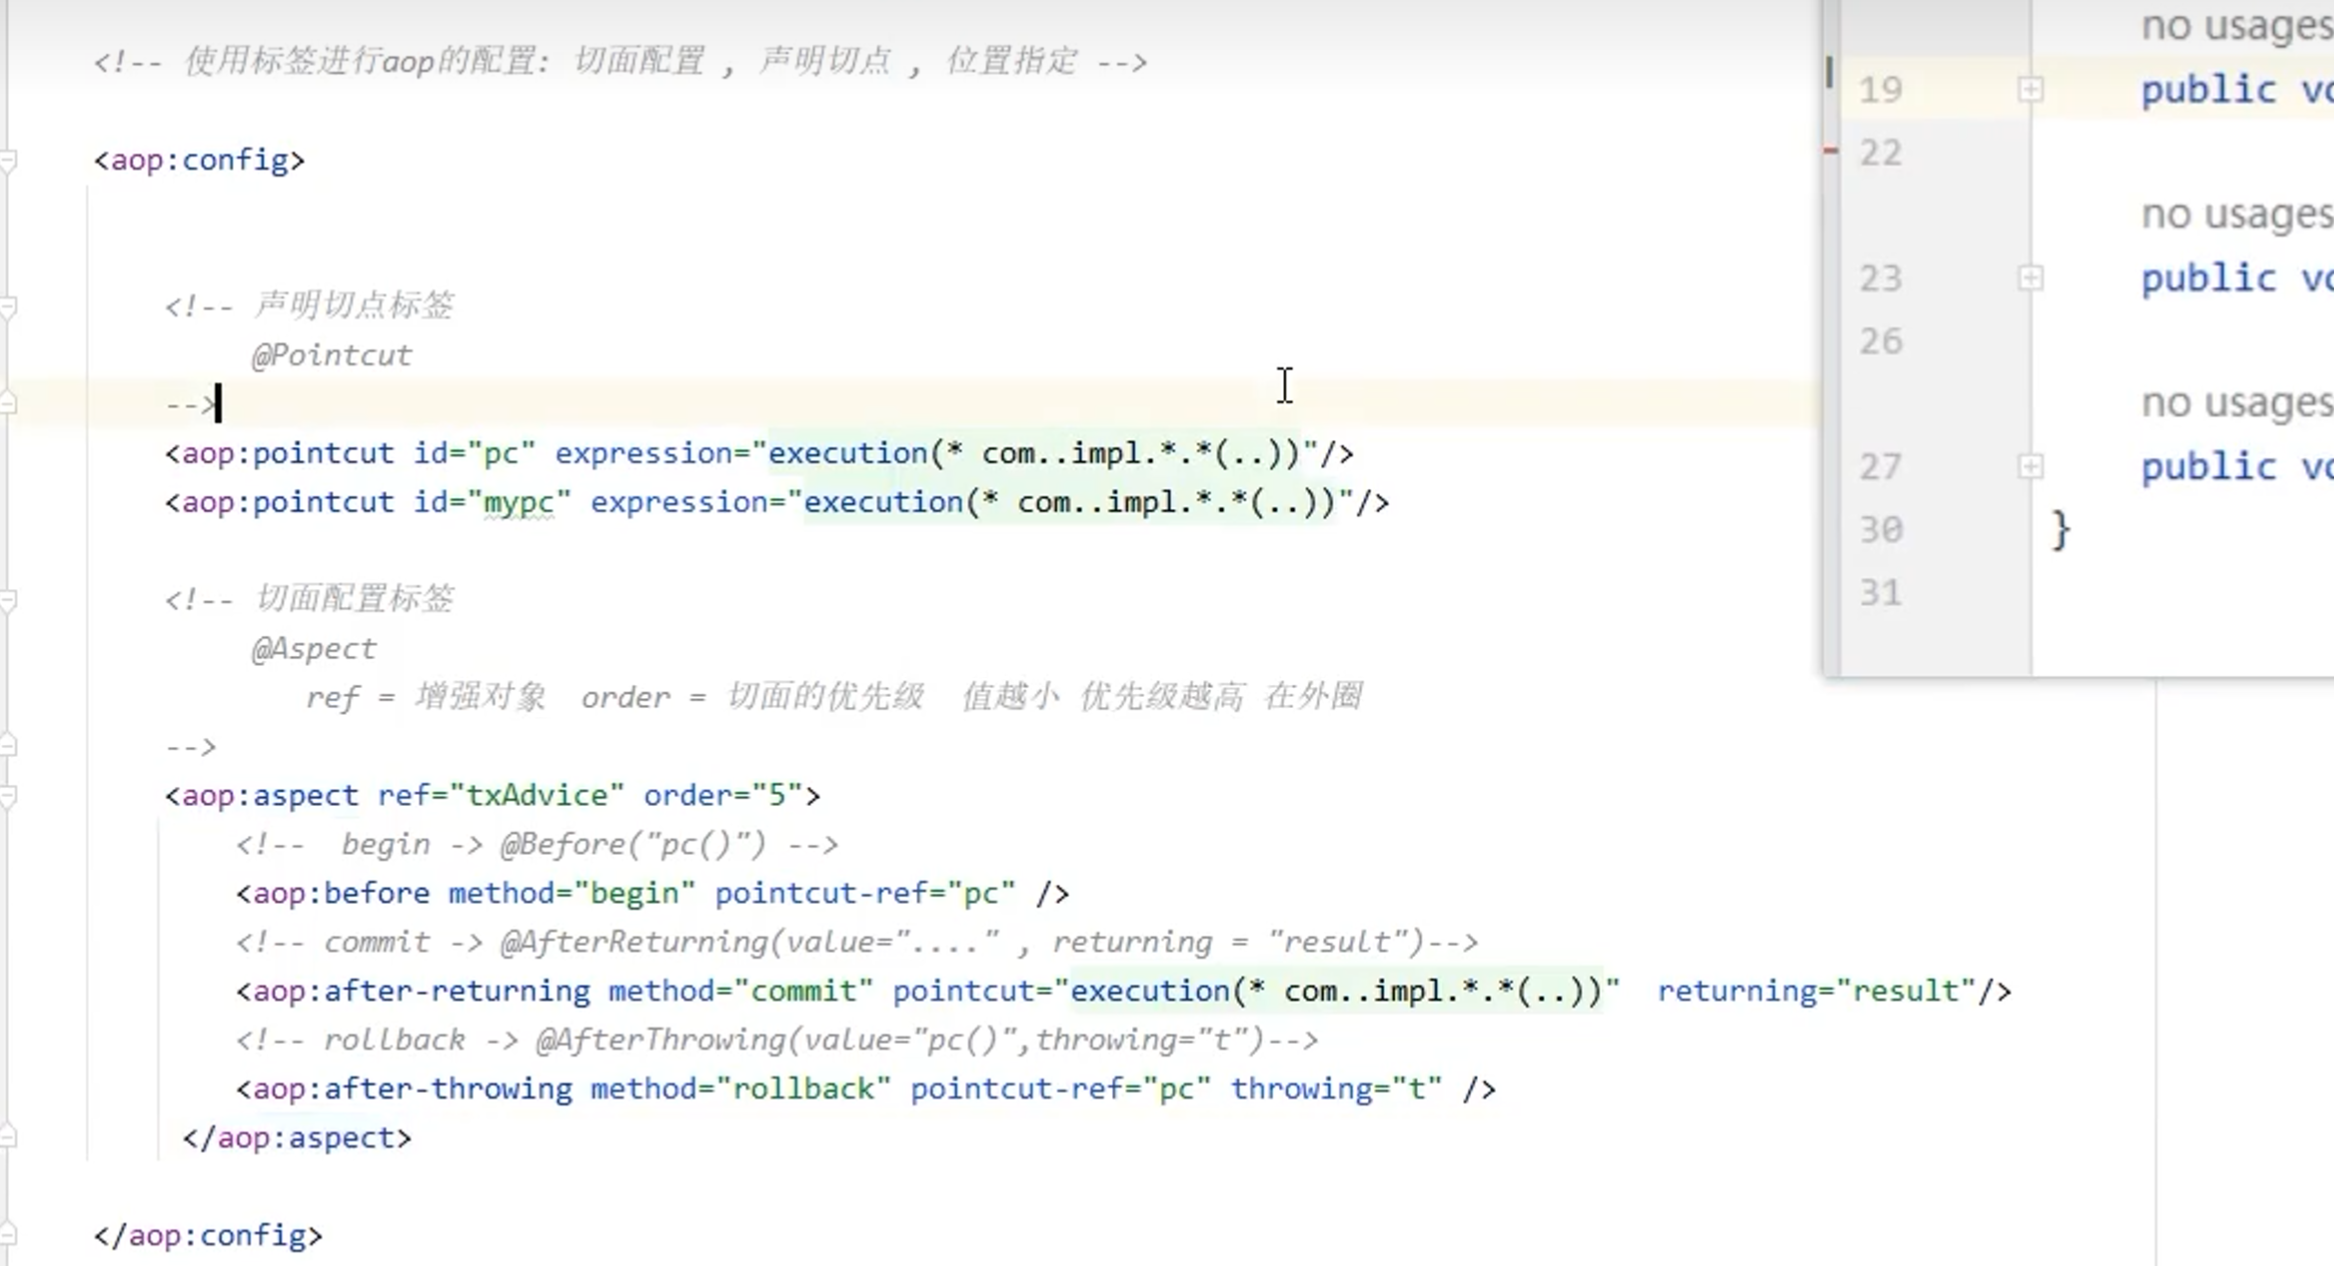 <!-- 使用标签进行aop的配置: 切面配置 , 声明切点 , 位置指定 -->
<aop:config>
<!-- 声明切点标签
@Pointcut
-->
<aop:pointcut id="pc" expression="execution(* com..impl.*.*(..))"/>
<aop:pointcut id="mypc" expression="execution(* com..impl.*.*(..))"/>
<!-- 切面配置标签
@Aspect
ref = 增强对象 order = 切面的优先级 值越小 优先级越高 在外圈
-->
<aop:aspect ref="txAdvice" order="5">
<!-- begin -> @Before("pc()") -->
<aop:before method="begin" pointcut-ref="pc" />
<!-- commit -> @AfterReturning(value="...." , returning = "result")-->
<aop:after-returning method="commit" pointcut="execution(* com..impl.*.*(..))" returning="result"/>
<!-- rollback -> @AfterThrowing(value="pc()",throwing="t")-->
<aop:after-throwing method="rollback" pointcut-ref="pc" throwing="t" />
</aop:aspect>
</aop:config>
no usages
19 public
22
no usages
23 public
26
no usages
27 public
30 }
31